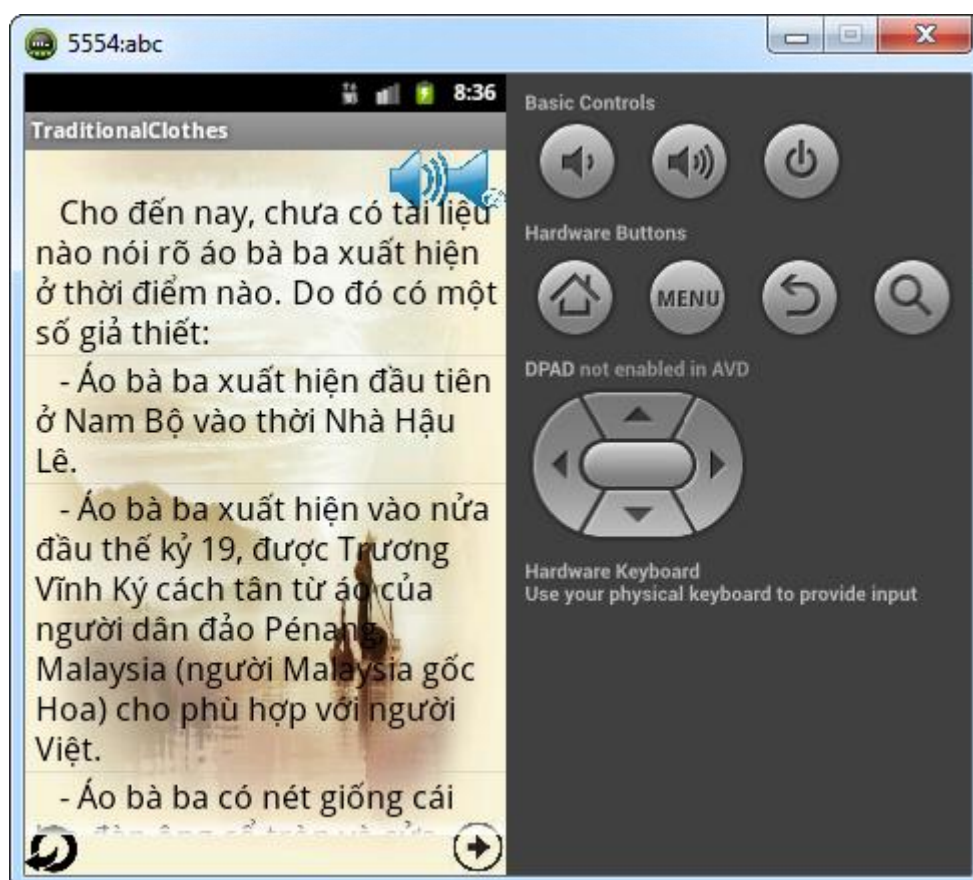 5554:abc
8:36
TraditionalClothes
Cho đến nay, chưa có tài liệu
nào nói rõ áo bà ba xuất hiện
ở thời điểm nào. Do đó có một
số giả thiết:
- Áo bà ba xuất hiện đầu tiên
ở Nam Bộ vào thời Nhà Hậu
Lê.
- Áo bà ba xuất hiện vào nửa
đầu thế kỷ 19, được Trương
Vĩnh Ký cách tân từ áo của
người dân đảo Pénang,
Malaysia (người Malaysia gốc
Hoa) cho phù hợp với người
Việt.
- Áo bà ba có nét giống cái
Basic Controls
Hardware Buttons
MENU
DPAD not enabled in AVD
Hardware Keyboard
Use your physical keyboard to provide input